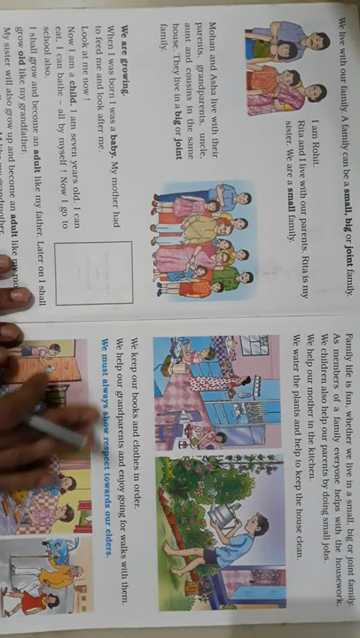 We live with our family. A family can be a small, big or joint family.
I am Rohit.
Rita and I live with our parents. Rita is my
sister. We are a small family.
Mohan and Asha live with their
parents, grandparents, uncle,
aunt and cousins in the same
house. They live in a big or joint
family.
We are growing.
When I was born I was a baby. My mother had
to feed me and look after me.
Look at me now !
Now I am a child. I am seven years old. I can
eat. I can bathe – all by myself ! Now I go to
school also.
I shall grow and become an adult like my father. Later on I shall
grow old like my grandfather.
My sister will also grow up and become an adult like my
grandmother.
Family life is fun, whether we live in a small, big or joint family.
As members of a family everyone helps with the housework.
We children also help our parents by doing small jobs.
We help our mother in the kitchen.
We water the plants and help to keep the house clean.
We keep our books and clothes in order.
We help our grandparents and enjoy going for walks with them.
We must always show respect towards our elders.